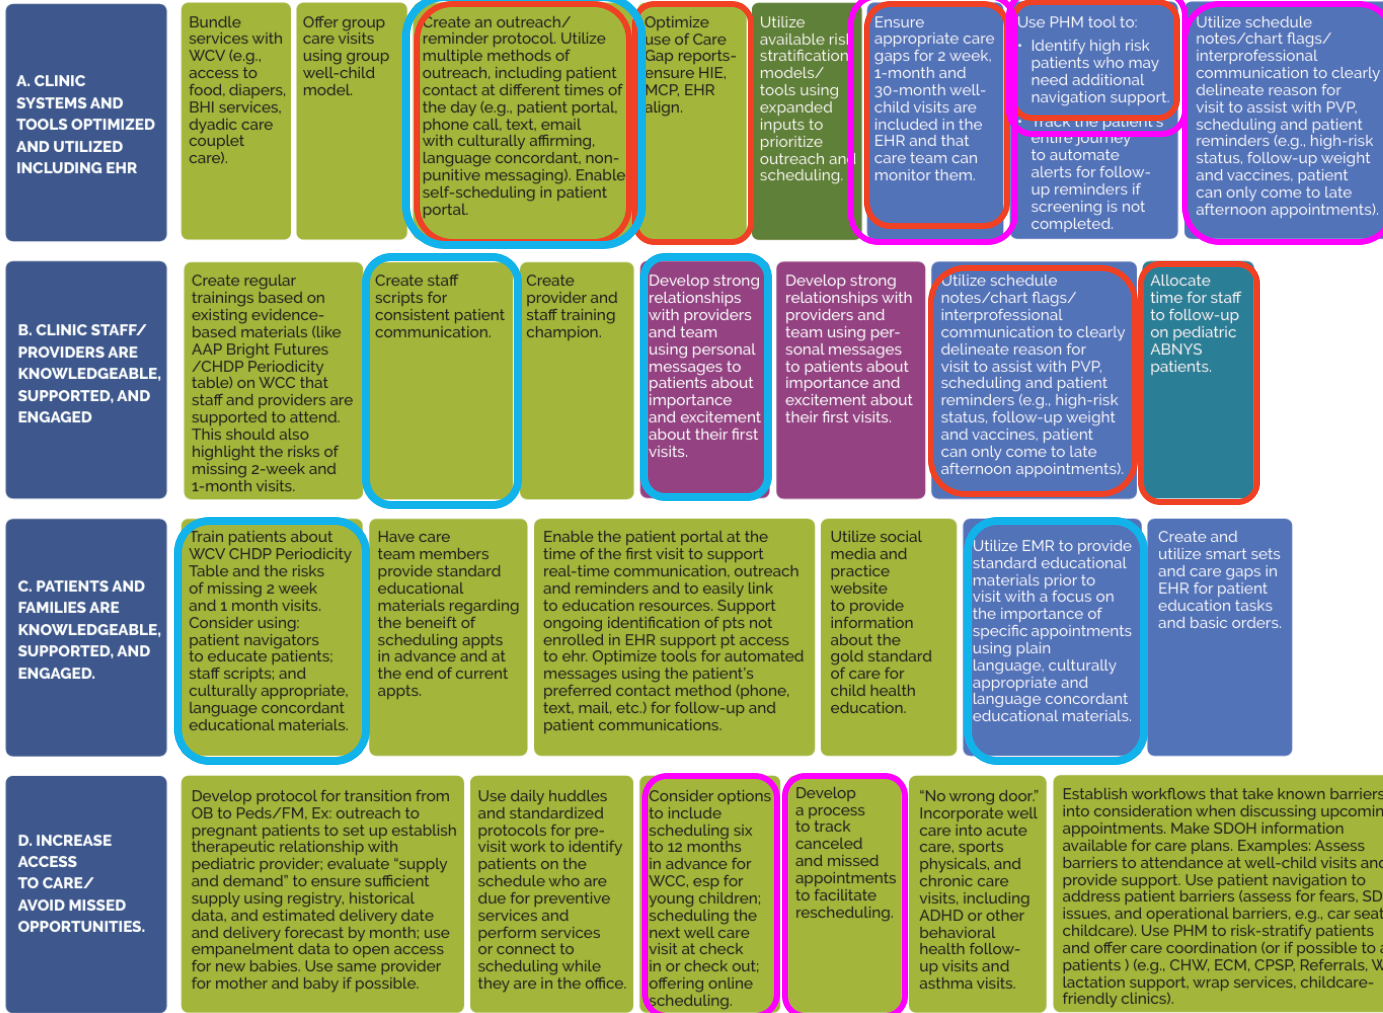 A. CLINIC
SYSTEMS AND
TOOLS OPTIMIZED
AND UTILIZED
INCLUDING EHR
Bundle
services with
WCV (e.g.,
access to
food, diapers,
BHI services,
dyadic care
couplet
care).
Offer group
care visits
using group
well-child
model.
Create an outreach/
reminder protocol. Utilize
multiple methods of
outreach, including patient
contact at different times of
the day (e.g., patient portal,
phone call, text, email
with culturally affirming,
language concordant, non-
punitive messaging). Enable
self-scheduling in patient
portal.
Optimize
use of Care
Gap reports-
ensure HIE,
MCP, EHR
align.
Utilize
available risk
stratification
models/
tools using
expanded
inputs to
prioritize
outreach and
scheduling.
Ensure
appropriate care
gaps for 2 week,
1-month and
30-month well-
child visits are
included in the
EHR and that
care team can
monitor them.
Use PHM tool to:
• Identify high risk
patients who may
need additional
navigation support.
• Track the patient's
entire journey
to automate
alerts for follow-
up reminders if
screening is not
completed.
Utilize schedule
notes/chart flags/
interprofessional
communication to clearly
delineate reason for
visit to assist with PVP,
scheduling and patient
reminders (e.g., high-risk
status, follow-up weight
and vaccines, patient
can only come to late
afternoon appointments).
B. CLINIC STAFF/
PROVIDERS ARE
KNOWLEDGEABLE,
SUPPORTED, AND
ENGAGED
Create regular
trainings based on
existing evidence-
based materials (like
AAP Bright Futures
/CHDP Periodicity
table) on WCC that
staff and providers are
supported to attend.
This should also
highlight the risks of
missing 2-week and
1-month visits.
Create staff
scripts for
consistent patient
communication.
Create
provider and
staff training
champion.
Develop strong
relationships
with providers
and team
using personal
messages to
patients about
importance
and excitement
about their first
visits.
Develop strong
relationships with
providers and
team using per-
sonal messages
to patients about
importance and
excitement about
their first visits.
Utilize schedule
notes/chart flags/
interprofessional
communication to clearly
delineate reason for
visit to assist with PVP,
scheduling and patient
reminders (e.g., high-risk
status, follow-up weight
and vaccines, patient
can only come to late
afternoon appointments).
Allocate
time for staff
to follow-up
on pediatric
ABNYS
patients.
C. PATIENTS AND
FAMILIES ARE
KNOWLEDGEABLE,
SUPPORTED, AND
ENGAGED.
Train patients about
WCV CHDP Periodicity
Table and the risks
of missing 2 week
and 1 month visits.
Consider using:
patient navigators
to educate patients;
staff scripts; and
culturally appropriate,
language concordant
educational materials.
Have care
team members
provide standard
educational
materials regarding
the beneift of
scheduling appts
in advance and at
the end of current
appts.
Enable the patient portal at the
time of the first visit to support
real-time communication, outreach
and reminders and to easily link
to education resources. Support
ongoing identification of pts not
enrolled in EHR support pt access
to ehr. Optimize tools for automated
messages using the patient's
preferred contact method (phone,
text, mail, etc.) for follow-up and
patient communications.
Utilize social
media and
practice
website
to provide
information
about the
gold standard
of care for
child health
education.
Utilize EMR to provide
standard educational
materials prior to
visit with a focus on
the importance of
specific appointments
using plain
language, culturally
appropriate and
language concordant
educational materials.
Create and
utilize smart sets
and care gaps in
EHR for patient
education tasks
and basic orders.
D. INCREASE
ACCESS
TO CARE/
AVOID MISSED
OPPORTUNITIES.
Develop protocol for transition from
OB to Peds/FM, Ex: outreach to
pregnant patients to set up establish
therapeutic relationship with
pediatric provider; evaluate “supply
and demand” to ensure sufficient
supply using registry, historical
data, and estimated delivery date
and delivery forecast by month; use
empanelment data to open access
for new babies. Use same provider
for mother and baby if possible.
Use daily huddles
and standardized
protocols for pre-
visit work to identify
patients on the
schedule who are
due for preventive
services and
perform services
or connect to
scheduling while
they are in the office.
Consider options
to include
scheduling six
to 12 months
in advance for
WCC, esp for
young children;
scheduling the
next well care
visit at check
in or check out;
offering online
scheduling.
Develop
a process
to track
canceled
and missed
appointments
to facilitate
rescheduling.
“No wrong door.”
Incorporate well
care into acute
care, sports
physicals, and
chronic care
visits, including
ADHD or other
behavioral
health follow-
up visits and
asthma visits.
Establish workflows that take known barriers
into consideration when discussing upcomin
appointments. Make SDOH information
available for care plans. Examples: Assess
barriers to attendance at well-child visits and
provide support. Use patient navigation to
address patient barriers (assess for fears, SD
issues, and operational barriers, e.g., car seat
childcare). Use PHM to risk-stratify patients
and offer care coordination (or if possible to a
patients ) (e.g., CHW, ECM, CPSP, Referrals, W
lactation support, wrap services, childcare-
friendly clinics).